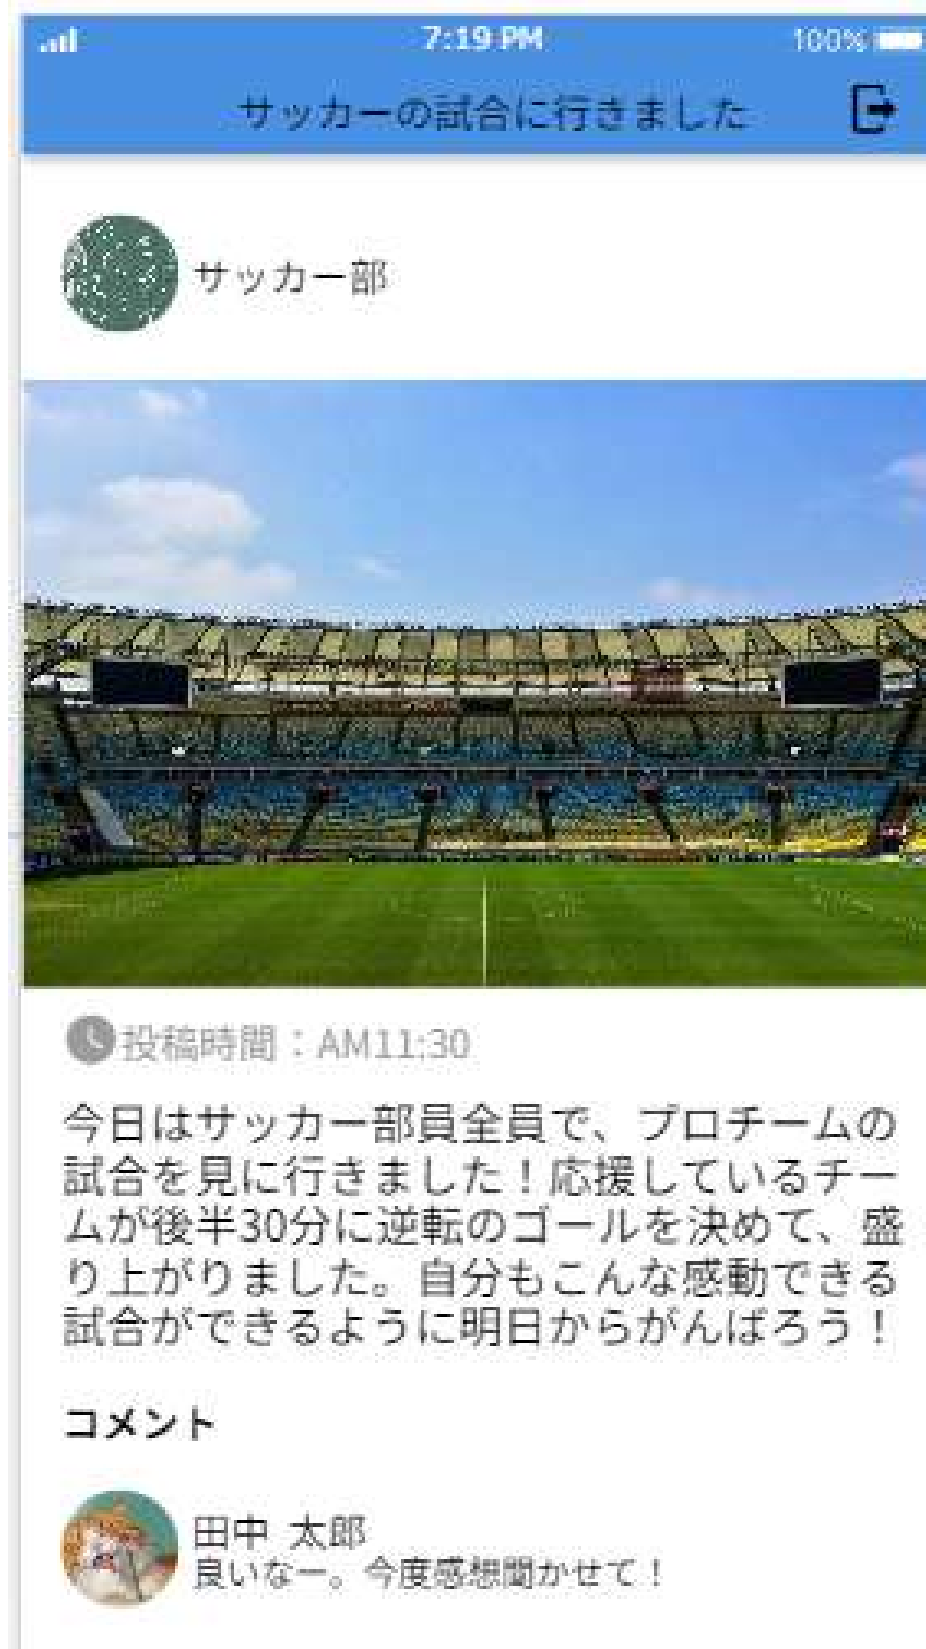 7:19 PM
100%
サッカーの試合に行きました
サッカー部
投稿時間：AM11:30
今日はサッカー部員全員で、プロチームの
試合を見に行きました！応援しているチー
ムが後半30分に逆転のゴールを決めて、盛
り上がりました。自分もこんな感動できる
試合ができるように明日からがんばろう！
コメント
田中 太郎
良いなー。今度感想聞かせて！